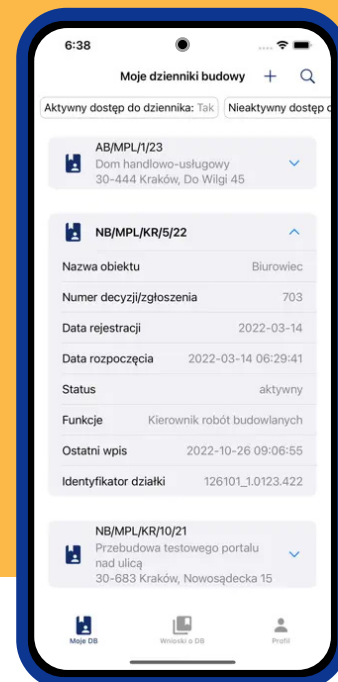 6:38
Moje dzienniki budowy
Aktywny dostęp do dziennika: Tak Nieaktywny dostęp
AB/MPL/1/23
Dom handlowo-usługowy
30-444 Kraków, Do Wilgi 45
NB/MPL/KR/5/22
Nazwa obiektu Biurowiec
Numer decyzji/zgłoszenia 703
Data rejestracji 2022-03-14
Data rozpoczęcia 2022-03-14 06:29:41
Status aktywny
Funkcje Kierownik robót budowlanych
Ostatni wpis 2022-10-26 09:06:55
Identyfikator działki 126101_1.0123.422
NB/MPL/KR/10/21
Przebudowa testowego portalu
nad ulicą
30-683 Kraków, Nowosądecka 15
Moje DB Wnioski o DB Profil